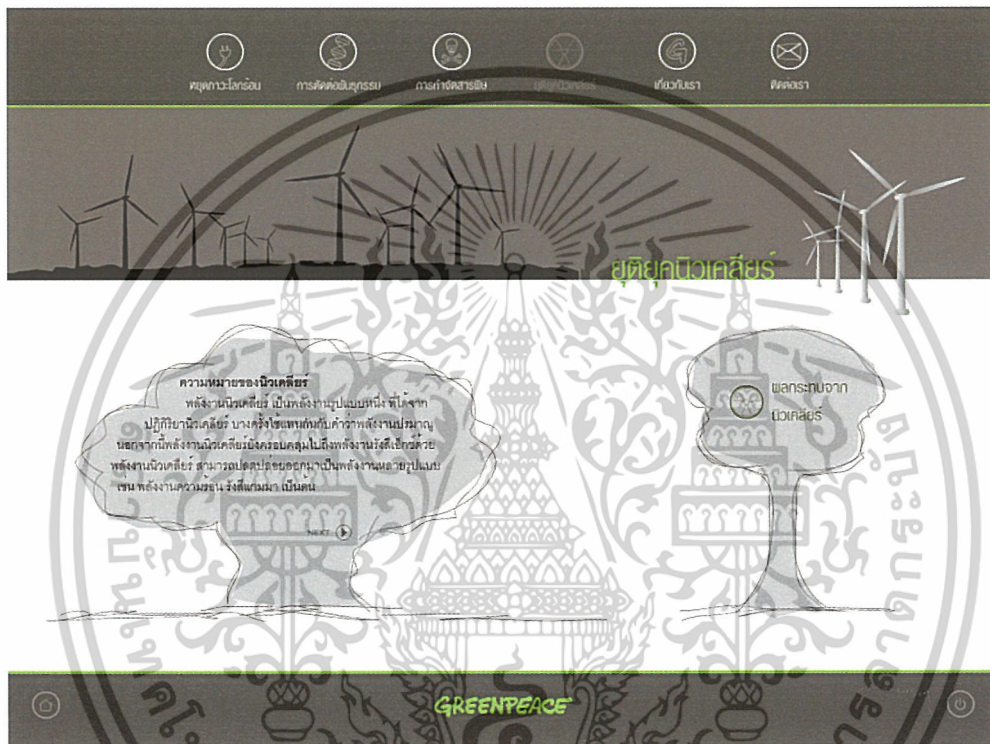 หยุดภาวะโลกร้อน
การตัดต่อพันธุกรรม
การกำจัดสารพิษ
ยุติยุคนิวเคลียร์
เกี่ยวกับเรา
ติดต่อเรา
ยุติยุคนิวเคลียร์
ความหมายของนิวเคลียร์
พลังงานนิวเคลียร์ เป็นพลังงานรูปแบบหนึ่ง ที่ได้จาก
ปฏิกิริยานิวเคลียร์ บางครั้งใช้แทนกันกับคำว่าพลังงานปรมาณู
นอกจากนี้พลังงานนิวเคลียร์ยังครอบคลุมไปถึงพลังงานรังสีเอ็กซ์ด้วย
พลังงานนิวเคลียร์ สามารถปลดปล่อยออกมาเป็นพลังงานหลายรูปแบบ
เช่น พลังงานความร้อน รังสีแกมมา เป็นต้น
NEXT
ผลกระทบจาก
นิวเคลียร์
GREENPEACE